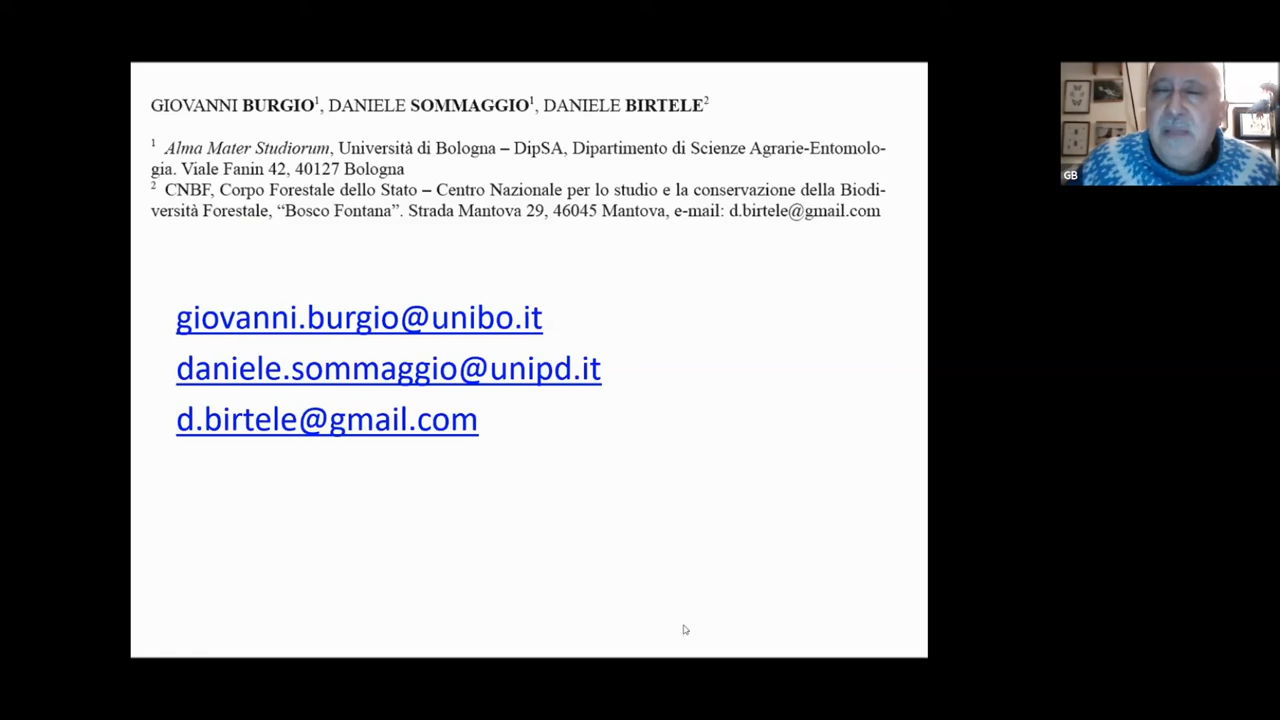 GIOVANNI BURGIO¹, DANIELE SOMMAGGIO¹, DANIELE BIRTELE²
¹ Alma Mater Studiorum, Università di Bologna – DipSA, Dipartimento di Scienze Agrarie-Entomolo-
gia. Viale Fanin 42, 40127 Bologna
² CNBF, Corpo Forestale dello Stato – Centro Nazionale per lo studio e la conservazione della Biodi-
versità Forestale, “Bosco Fontana”. Strada Mantova 29, 46045 Mantova, e-mail: d.birtele@gmail.com
giovanni.burgio@unibo.it
daniele.sommaggio@unipd.it
d.birtele@gmail.com
GB